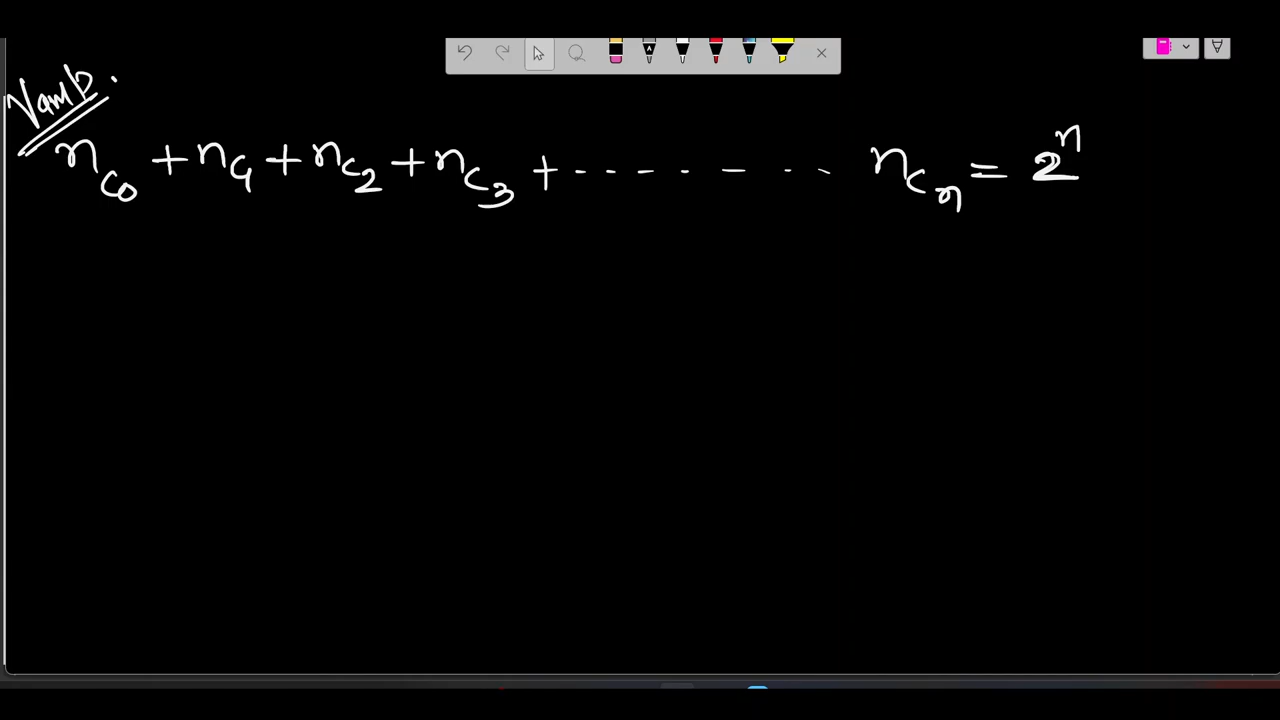 Vamp.
nC0 + nC1 + nC2 + nC3 + ........ nCn = 2^n